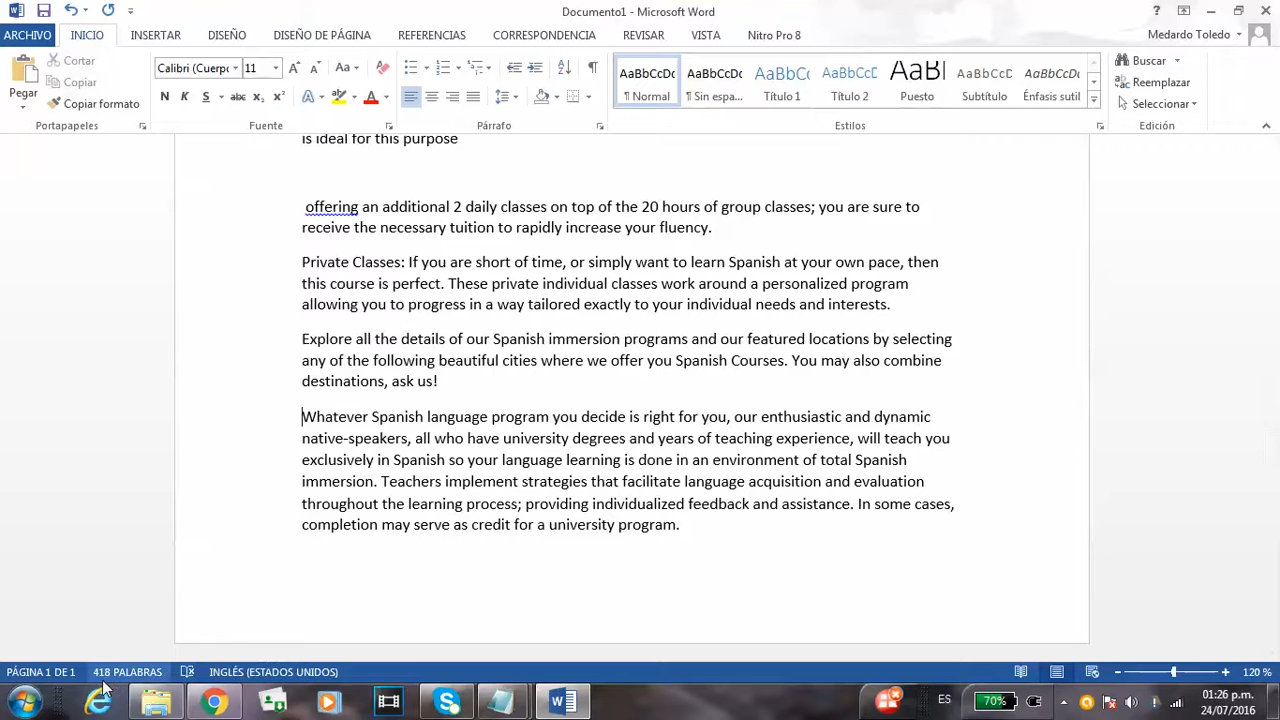 Documento1 - Microsoft Word
ARCHIVO INICIO INSERTAR DISEÑO DISEÑO DE PÁGINA REFERENCIAS CORRESPONDENCIA REVISAR VISTA Nitro Pro 8 Medardo Toledo
Pegar
Cortar
Copiar
Copiar formato
Portapapeles
Calibri (Cuerpo 11
N K S abc x₂ x² A A
Fuente
Párrafo
AaBbCcDc AaBbCcDc AaBbC AaBbCcD AaBl AaBbCcD AaBbCcDc
¶ Normal ¶ Sin espa... Título 1 Título 2 Puesto Subtítulo Énfasis sutil
Estilos
Buscar
Reemplazar
Seleccionar
Edición
is ideal for this purpose
offering an additional 2 daily classes on top of the 20 hours of group classes; you are sure to
receive the necessary tuition to rapidly increase your fluency.
Private Classes: If you are short of time, or simply want to learn Spanish at your own pace, then
this course is perfect. These private individual classes work around a personalized program
allowing you to progress in a way tailored exactly to your individual needs and interests.
Explore all the details of our Spanish immersion programs and our featured locations by selecting
any of the following beautiful cities where we offer you Spanish Courses. You may also combine
destinations, ask us!
Whatever Spanish language program you decide is right for you, our enthusiastic and dynamic
native-speakers, all who have university degrees and years of teaching experience, will teach you
exclusively in Spanish so your language learning is done in an environment of total Spanish
immersion. Teachers implement strategies that facilitate language acquisition and evaluation
throughout the learning process; providing individualized feedback and assistance. In some cases,
completion may serve as credit for a university program.
PÁGINA 1 DE 1 418 PALABRAS INGLÉS (ESTADOS UNIDOS) 120 %
ES 70% 01:26 p.m.
24/07/2016